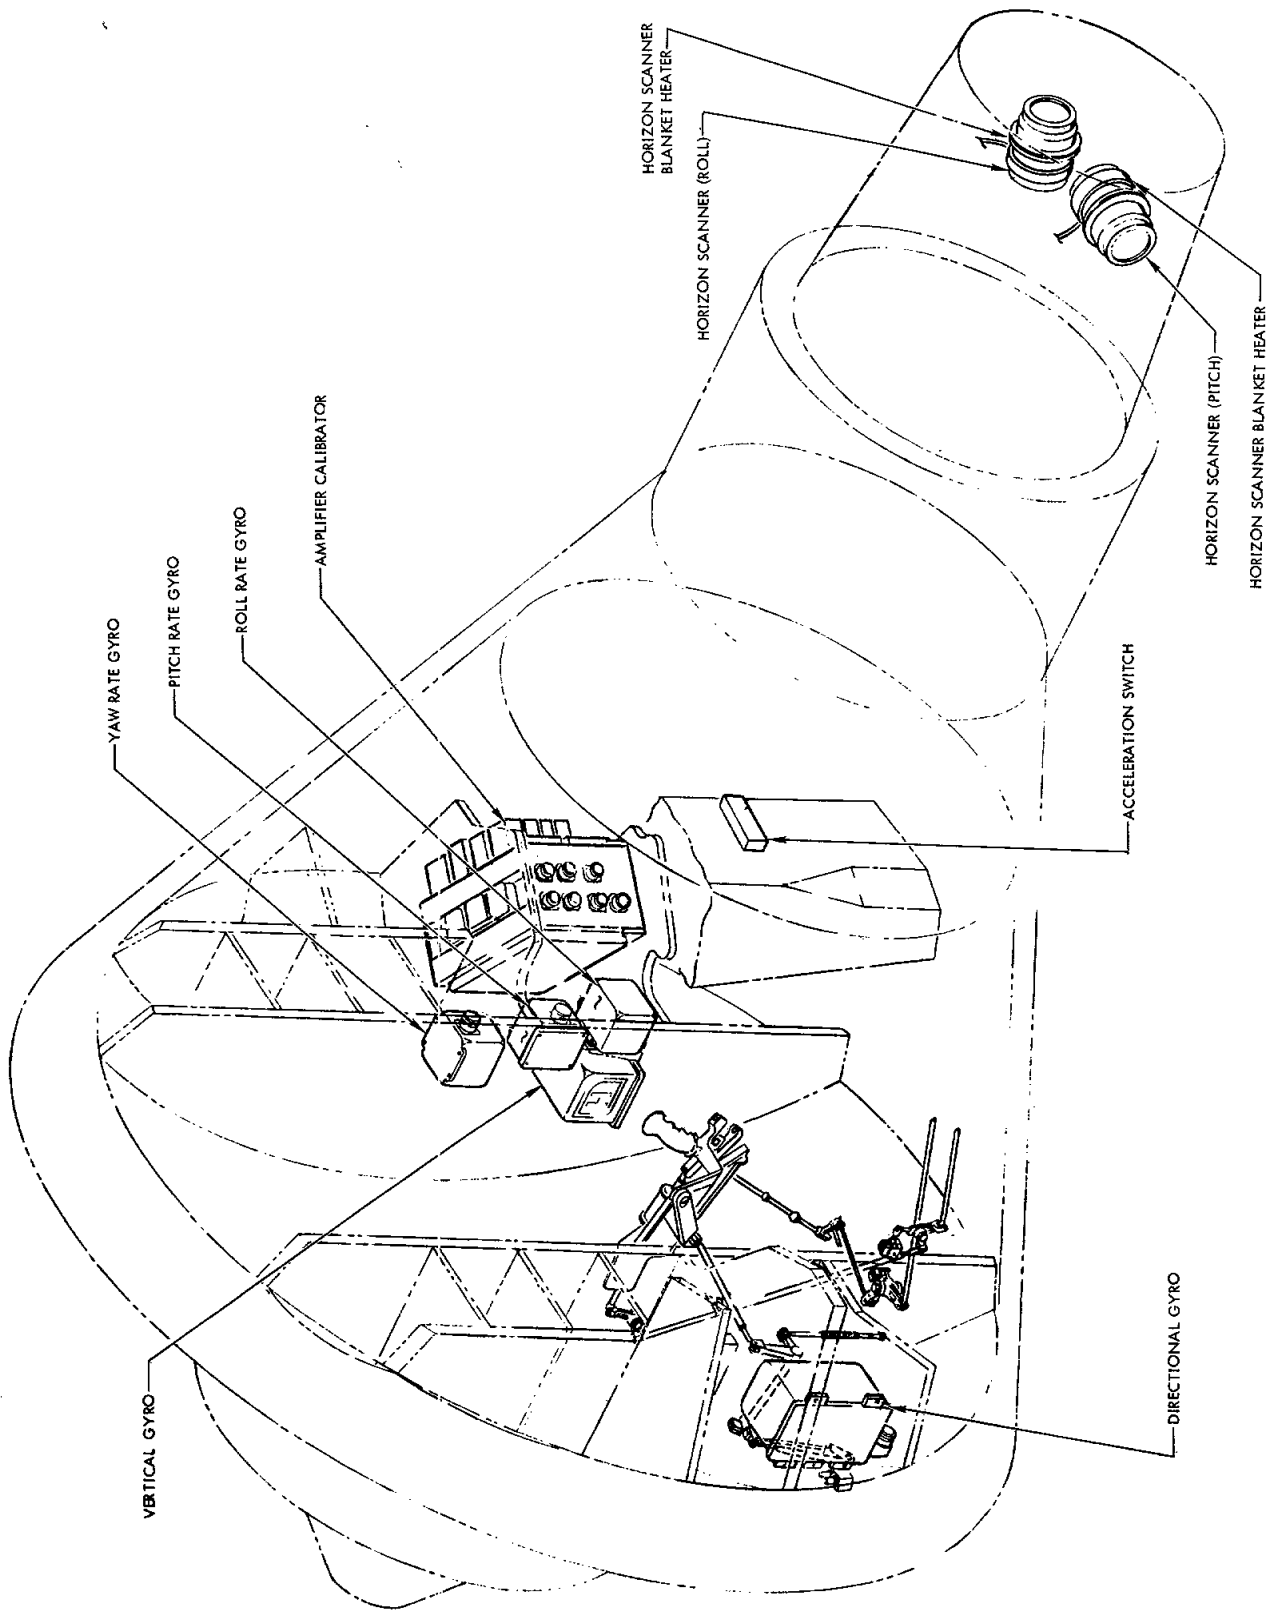 VERTICAL GYRO
YAW RATE GYRO
PITCH RATE GYRO
ROLL RATE GYRO
AMPLIFIER CALIBRATOR
HORIZON SCANNER
BLANKET HEATER
HORIZON SCANNER (ROLL)
DIRECTIONAL GYRO
ACCELERATION SWITCH
HORIZON SCANNER (PITCH)
HORIZON SCANNER BLANKET HEATER